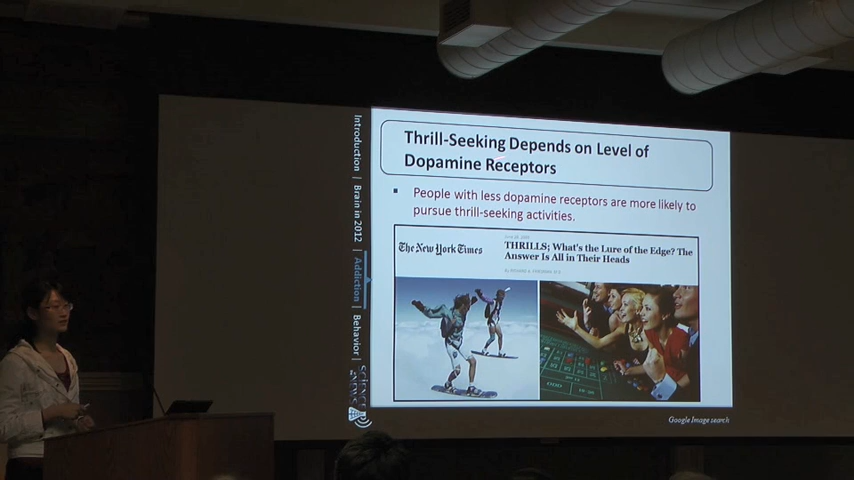 Thrill-Seeking Depends on Level of
Dopamine Receptors
People with less dopamine receptors are more likely to
pursue thrill-seeking activities.
The New York Times
THRILLS; What's the Lure of the Edge? The
Answer Is All in Their Heads
Introduction | Brain in 2012 | Addiction | Behavior |
Google Image search